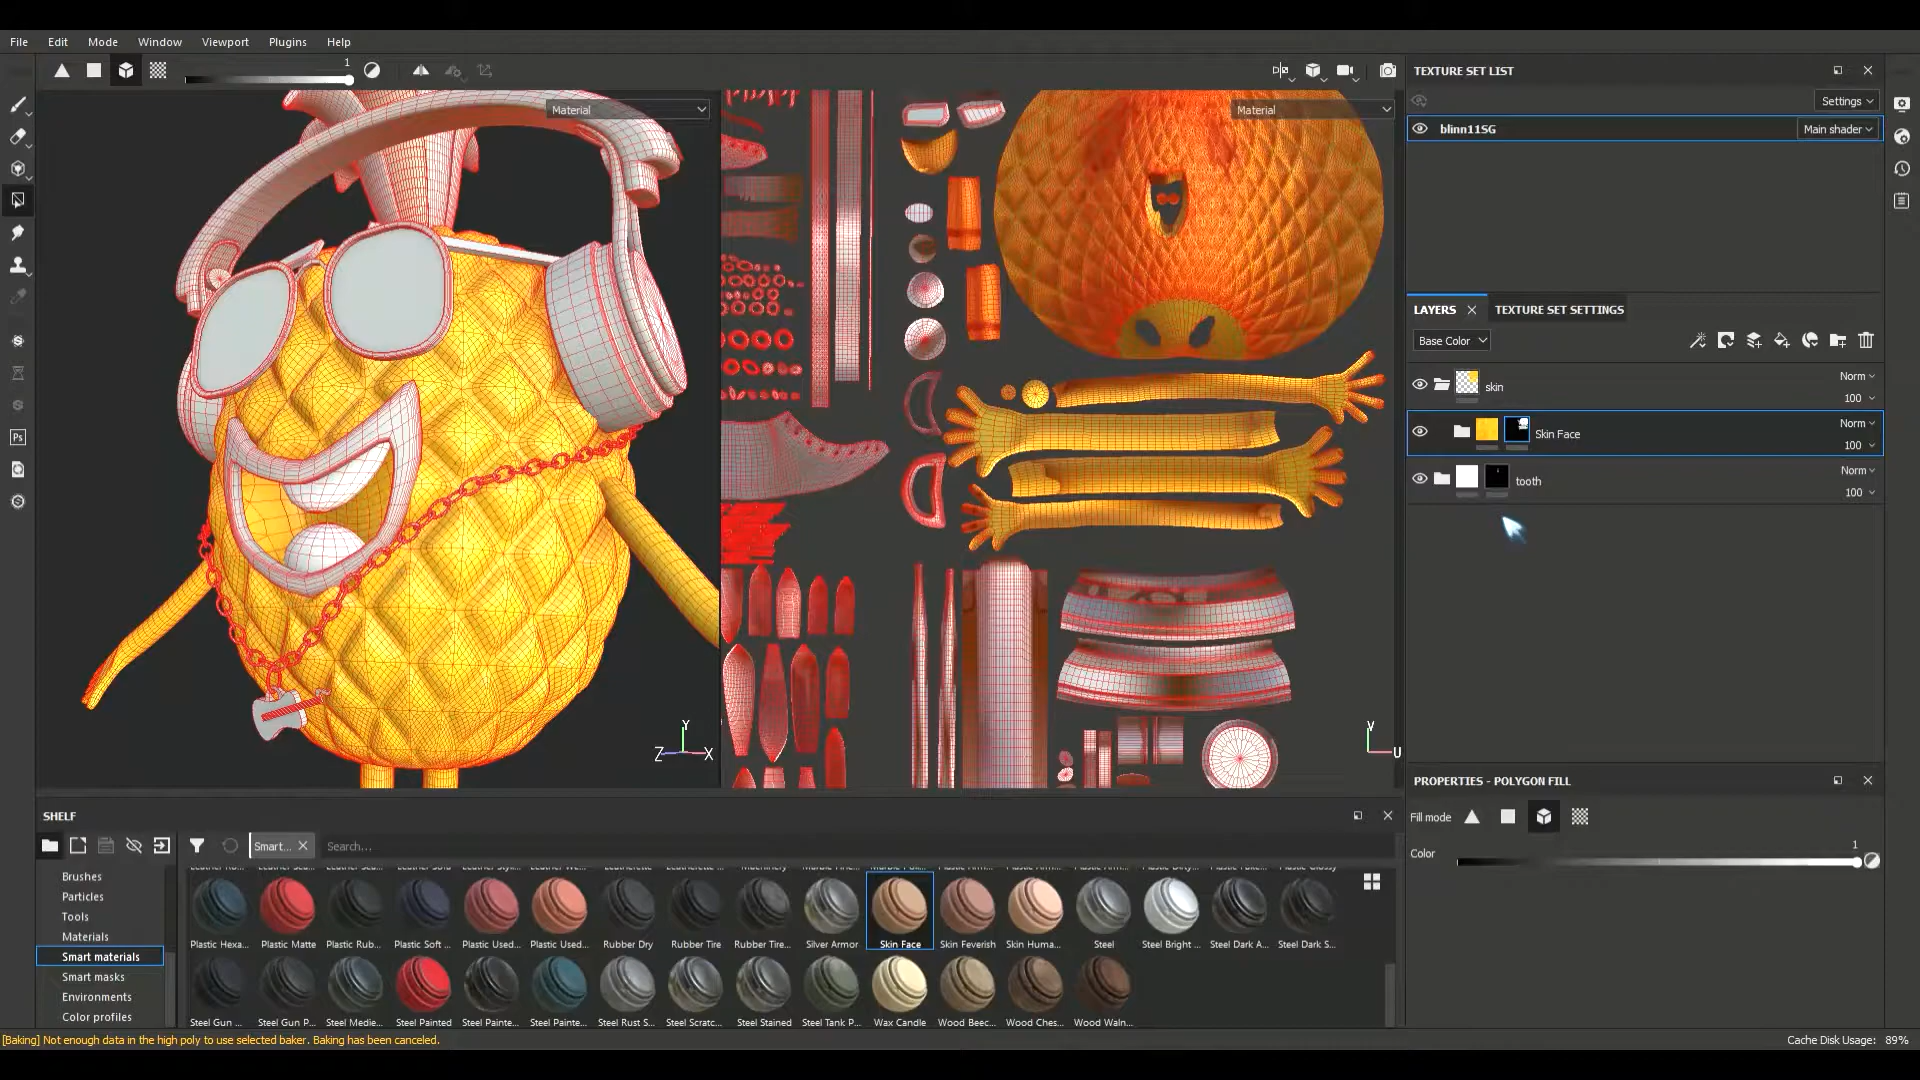 File Edit Mode Window Viewport Plugins Help
1
Material
Material
Y
Z X
V
U
TEXTURE SET LIST
Settings
blinn11SG Main shader
LAYERS TEXTURE SET SETTINGS
Base Color
skin Norm
100
Skin Face Norm
100
tooth Norm
100
Ps
PROPERTIES - POLYGON FILL
Fill mode
Color 1
SHELF
Smart... Search...
Brushes
Particles
Tools
Materials
Smart materials
Smart masks
Environments
Color profiles
Plastic Hexa... Plastic Matte Plastic Rub... Plastic Soft ... Plastic Used... Plastic Used... Rubber Dry Rubber Tire Rubber Tire... Silver Armor Skin Face Skin Feverish Skin Huma... Steel Steel Bright ... Steel Dark A... Steel Dark S...
Steel Gun ... Steel Gun P... Steel Medie... Steel Painted Steel Painte... Steel Painte... Steel Rust S... Steel Scratc... Steel Stained Steel Tank P... Wax Candle Wood Beec... Wood Ches... Wood Waln...
[Baking] Not enough data in the high poly to use selected baker. Baking has been canceled.
Cache Disk Usage: 89%